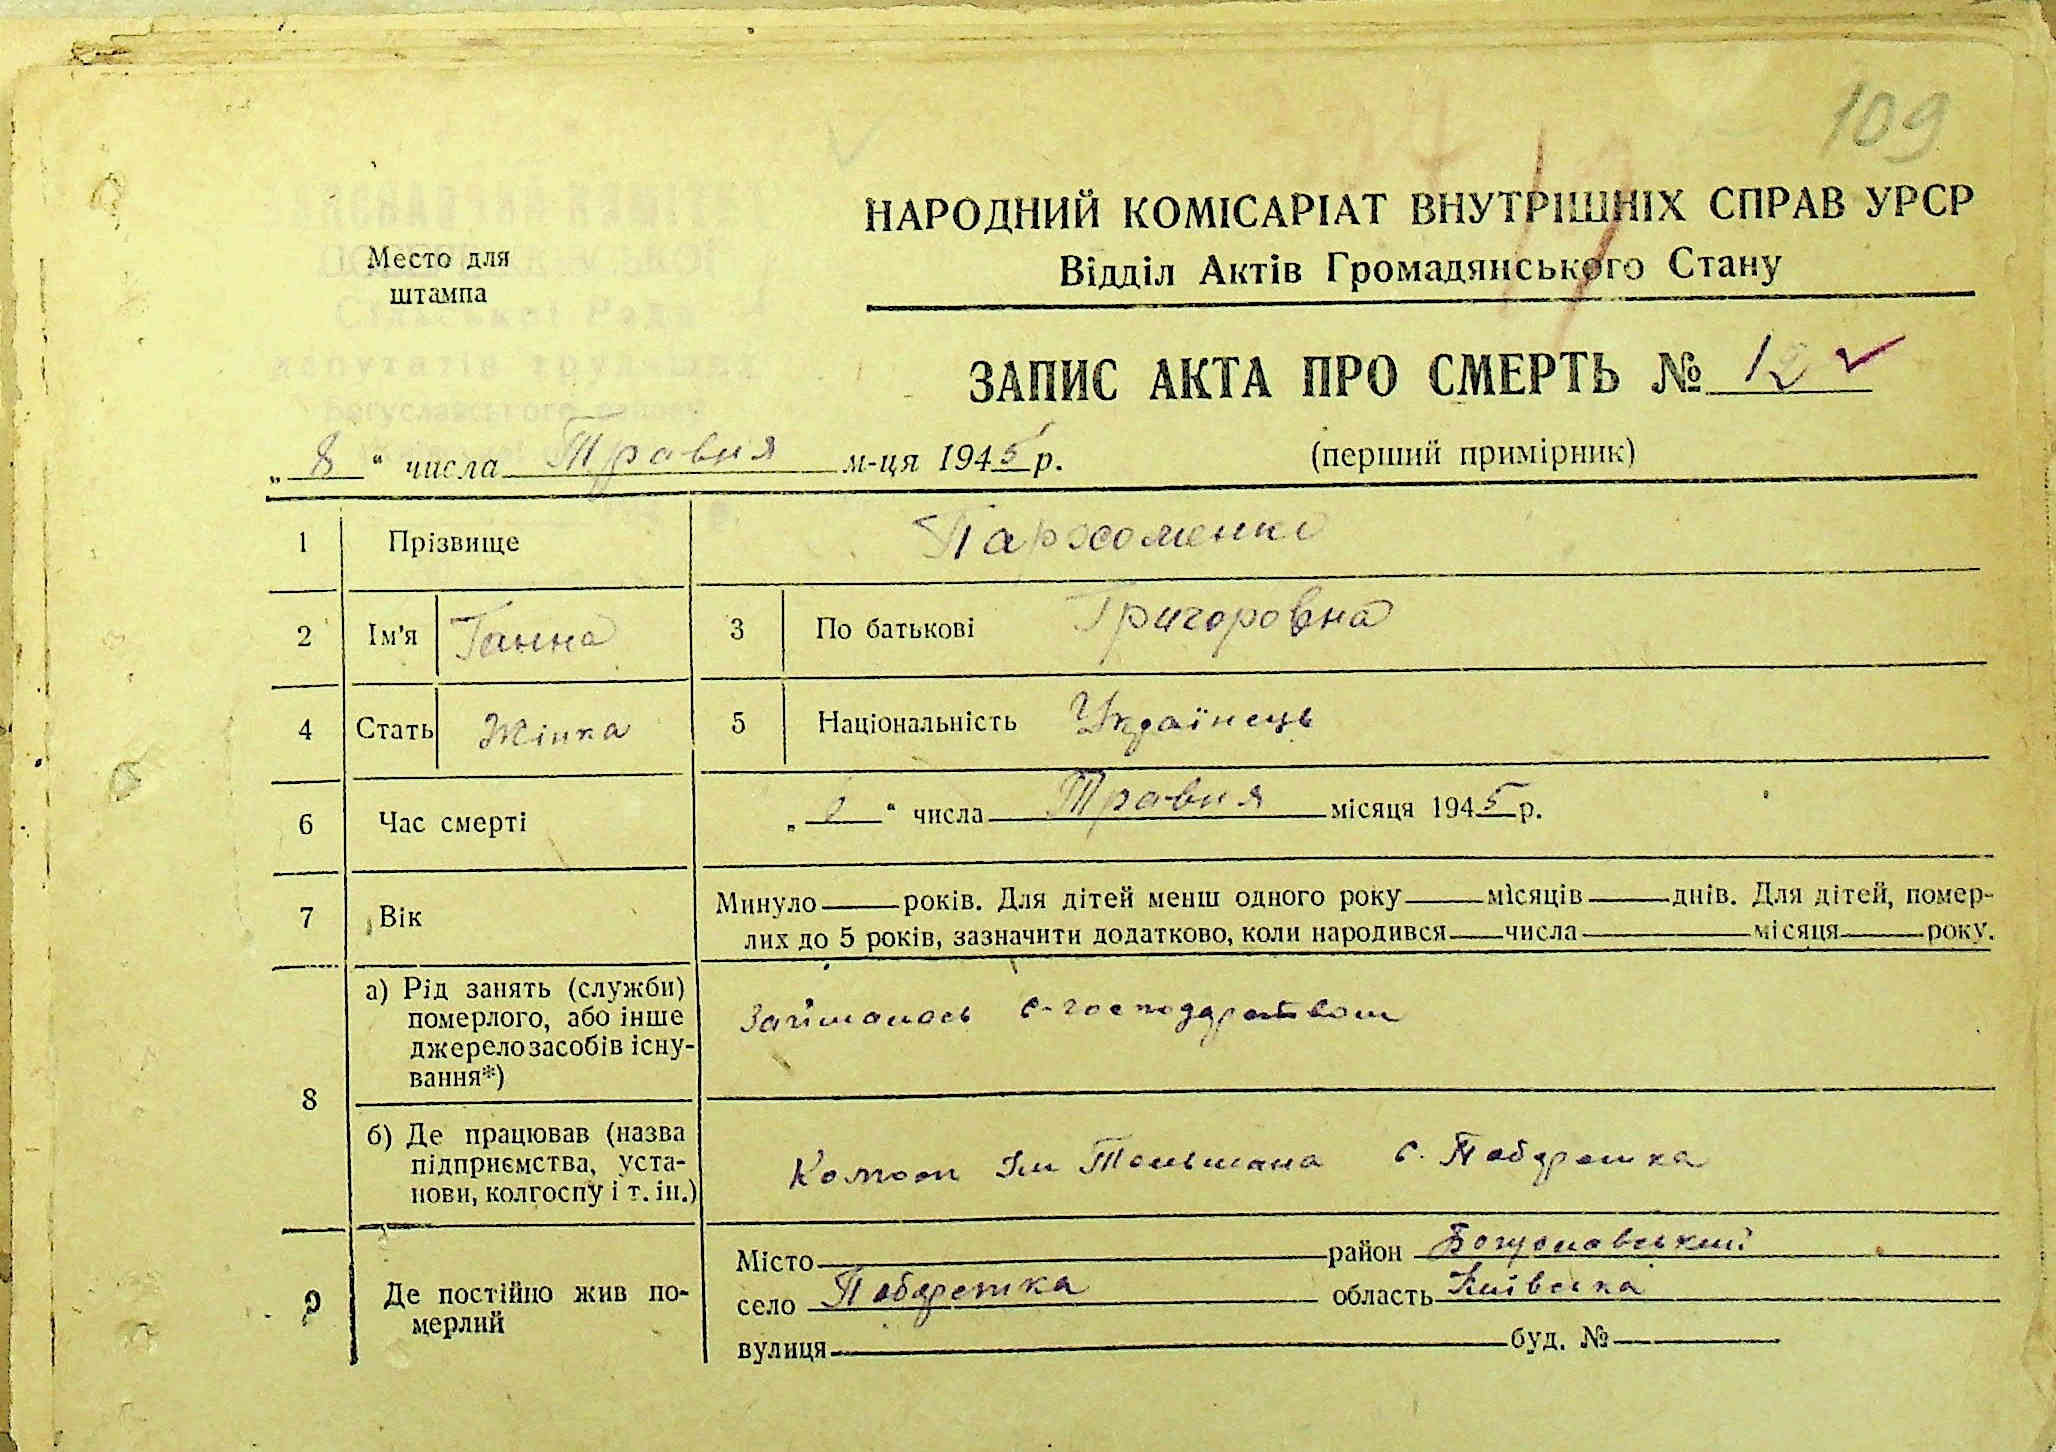 109
НАРОДНИЙ КОМІСАРІАТ ВНУТРІШНІХ СПРАВ УРСР
Відділ Актів Громадянського Стану
Место для
штампа
ЗАПИС АКТА ПРО СМЕРТЬ № 12
„ 8 “ числа Травня м-ця 1945 р.
(перший примірник)
1 Прізвище Пархоменко
2 Ім'я Ганна 3 По батькові Григоровна
4 Стать Жінка 5 Національність Українець
6 Час смерті „ “ числа Травня місяця 1945 р.
7 Вік Минуло років. Для дітей менш одного року місяців днів. Для дітей, помер-
лих до 5 років, зазначити додатково, коли народився числа місяця року.
8 а) Рід занять (служби)
померлого, або інше
джерело засобів існу-
вання*)
Займалась с-господарством
б) Де працював (назва
підприємства, уста-
нови, колгоспу і т. ін.)
Колгосп Ім Тельмана с. Побережка
9 Де постійно жив по-
мерлий
Місто район Богуславський
село Побережка область Київска
вулиця буд. №